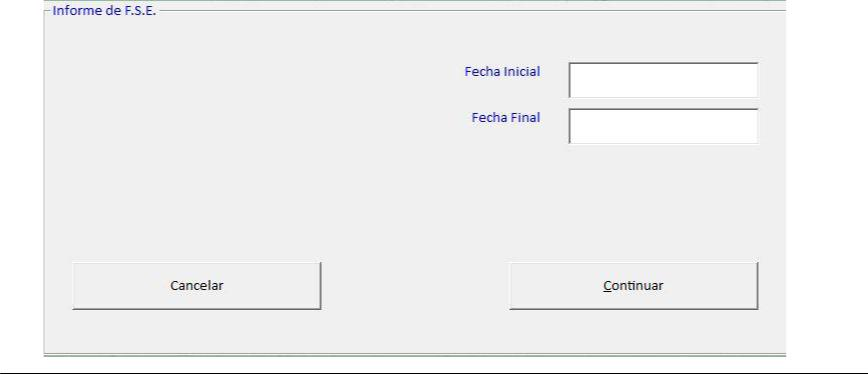 Informe de F.S.E.
Fecha Inicial
Fecha Final
Cancelar
Continuar